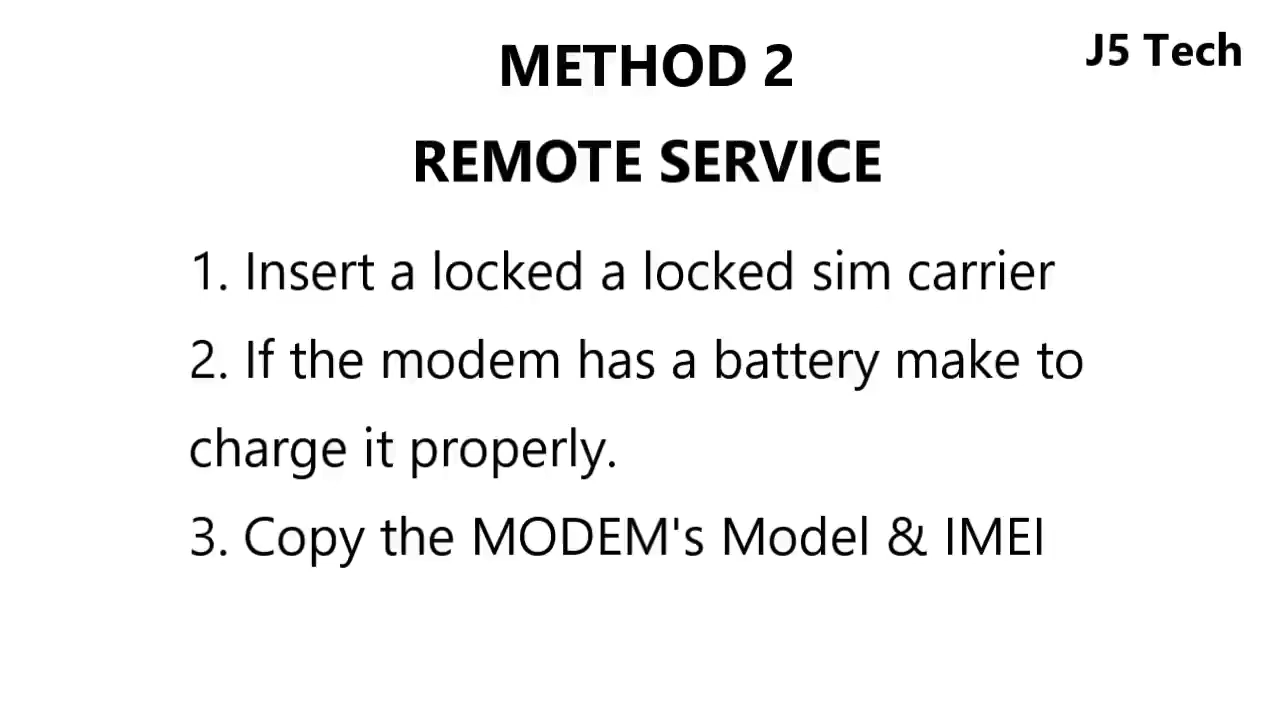 METHOD 2
J5 Tech
REMOTE SERVICE
1. Insert a locked a locked sim carrier
2. If the modem has a battery make to
charge it properly.
3. Copy the MODEM's Model & IMEI